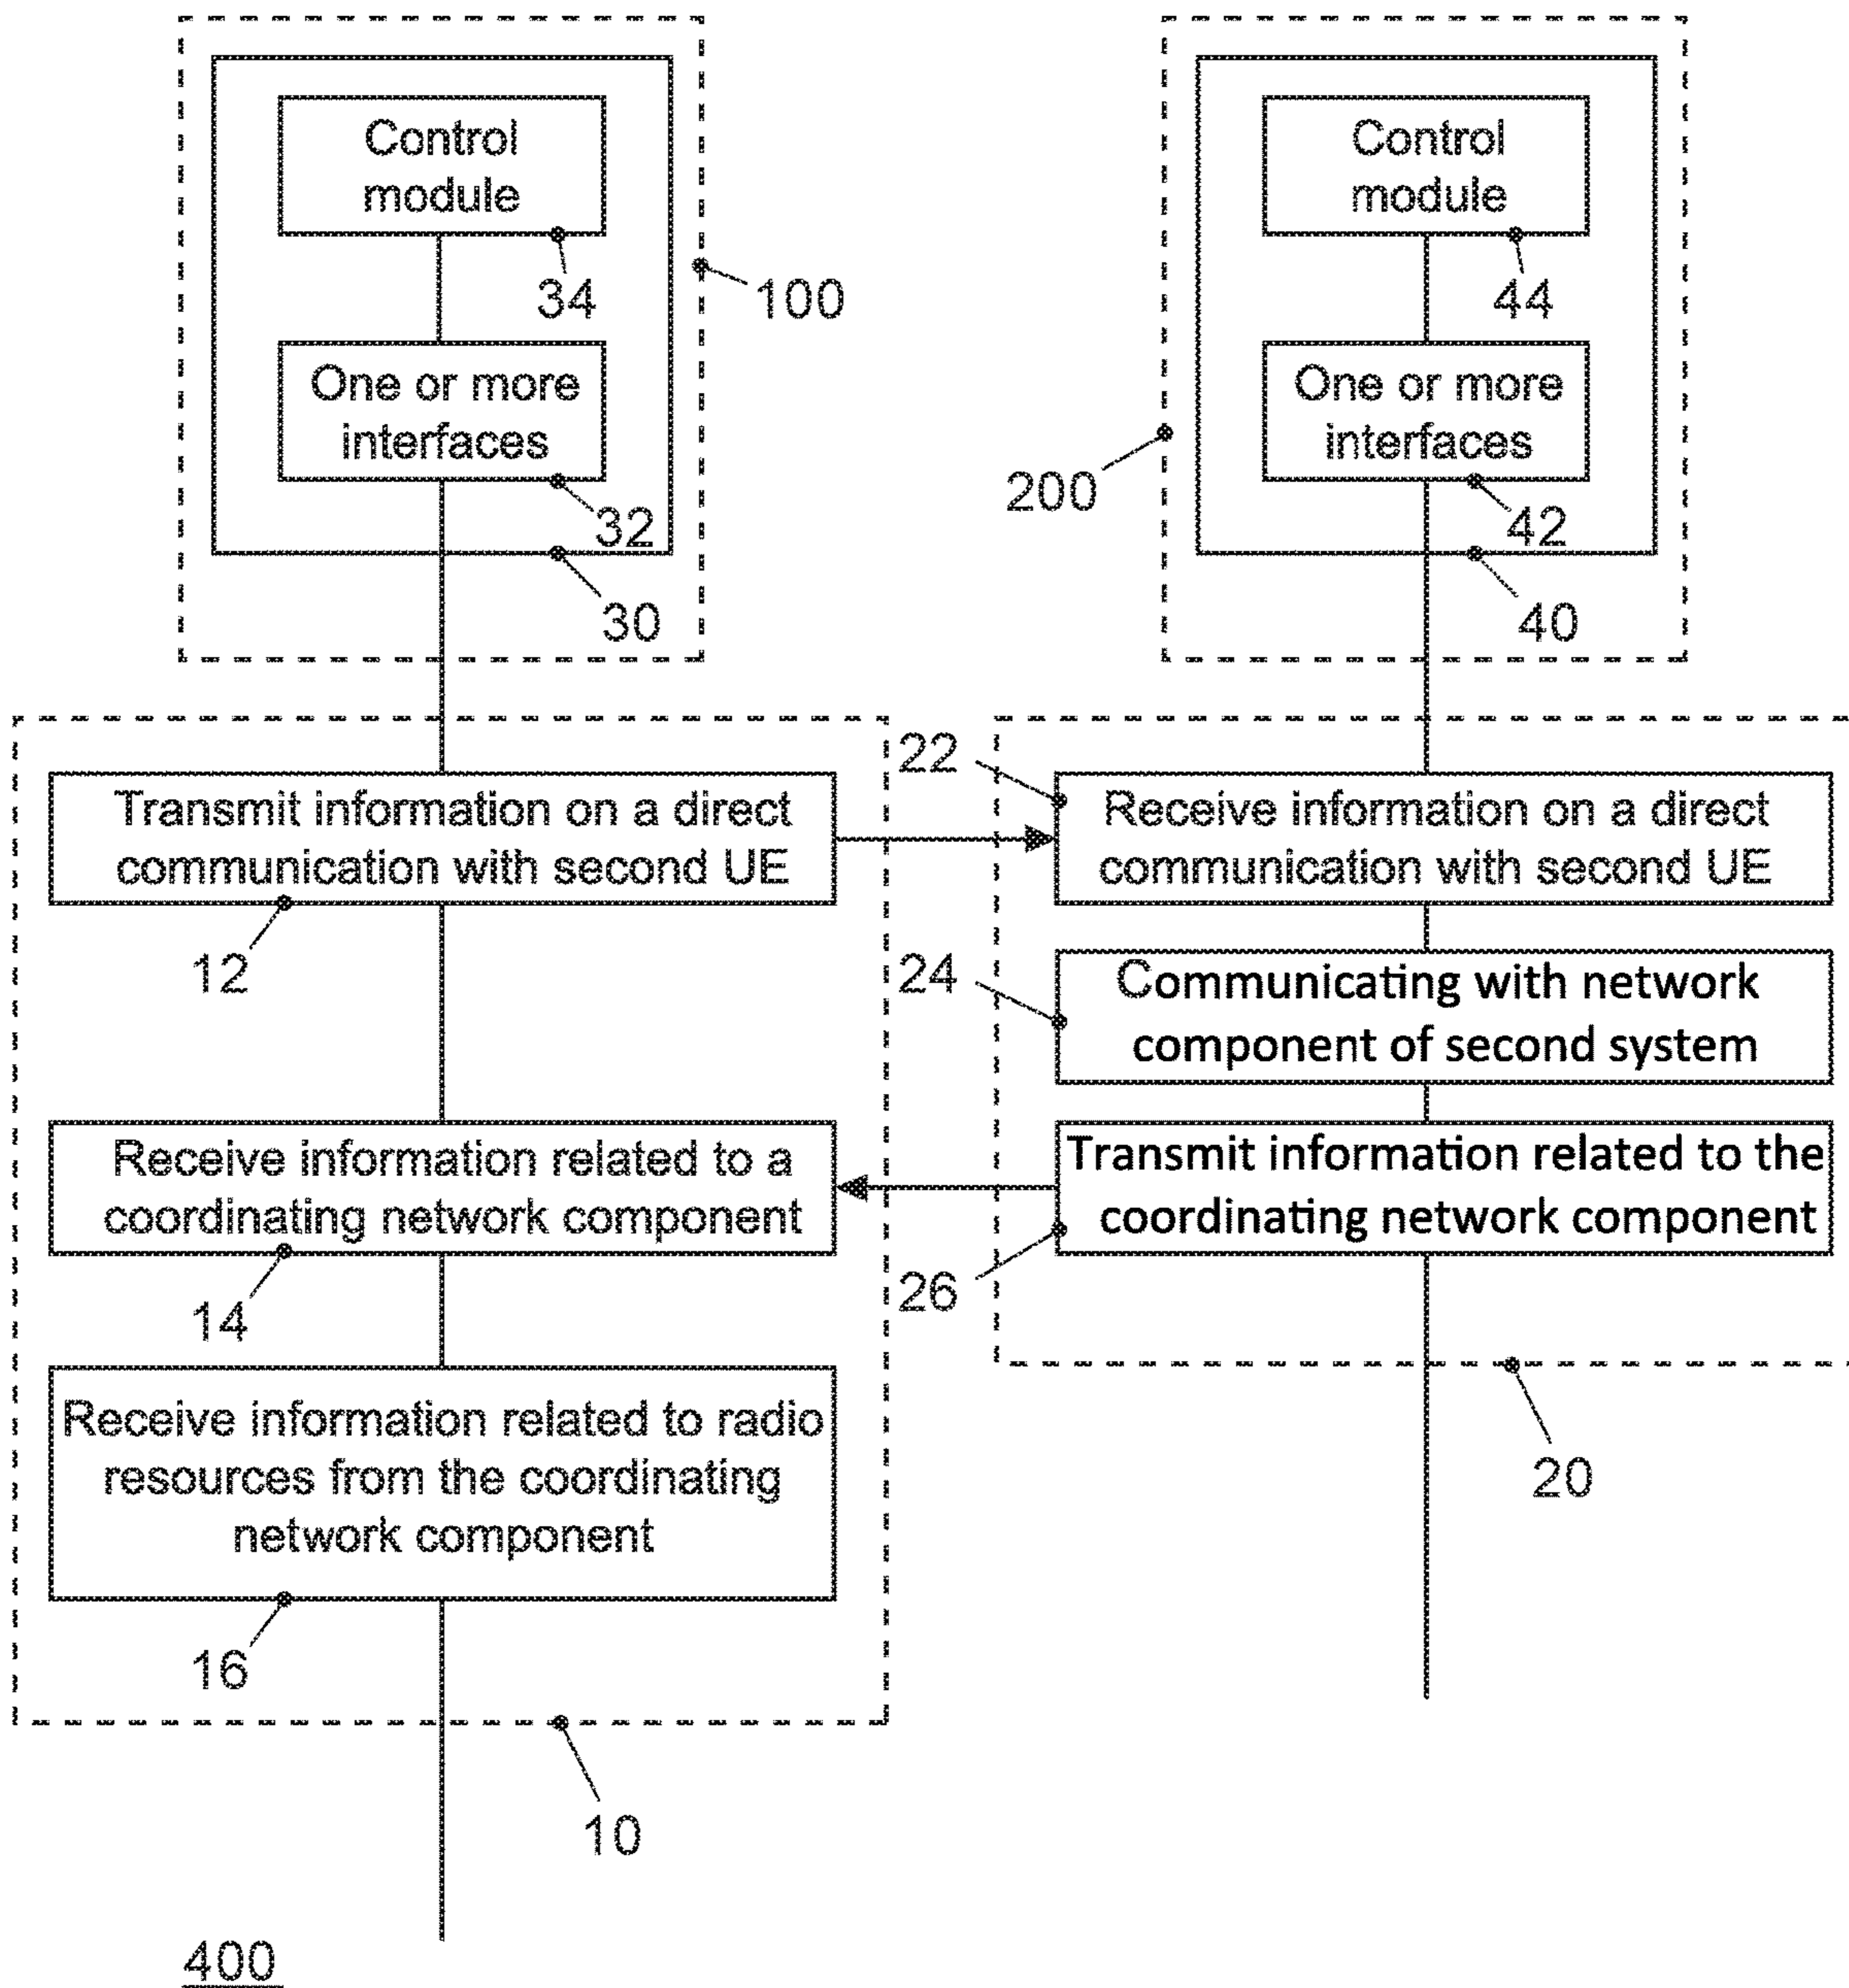 Control
module
34
100
One or more
interfaces
32
30
Control
module
44
200
One or more
interfaces
42
40
Transmit information on a direct
communication with second UE
12
22
Receive information on a direct
communication with second UE
24
Communicating with network
component of second system
Receive information related to a
coordinating network component
14
Transmit information related to the
coordinating network component
26
Receive information related to radio
resources from the coordinating
network component
16
20
10
400